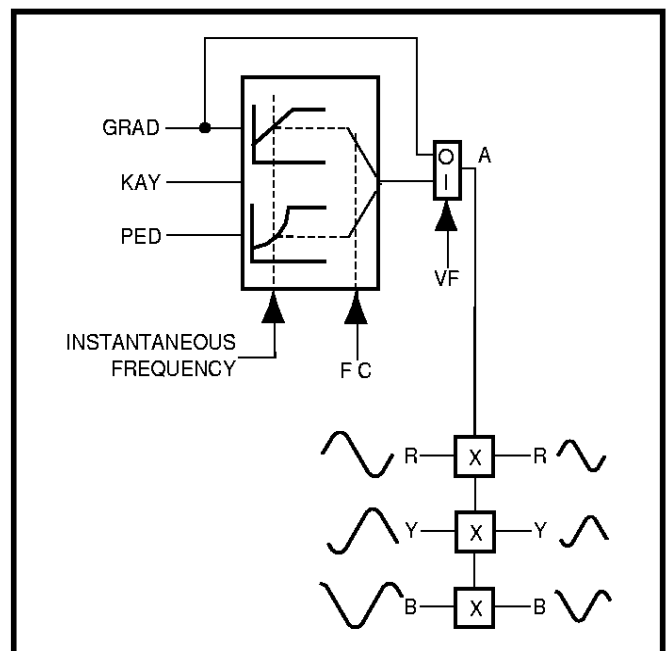 GRAD
KAY
PED
O
I
A
VF
INSTANTANEOUS
FREQUENCY
F C
R X R
Y X Y
B X B